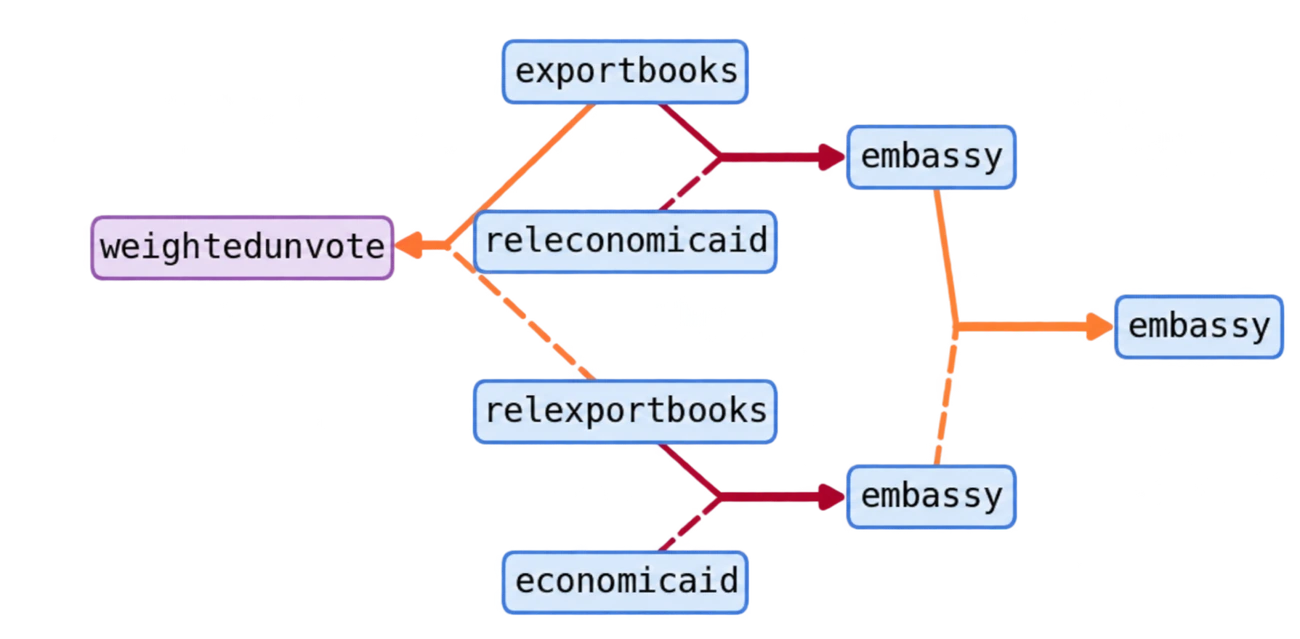 exportbooks
embassy
weightedunvote
releconomicaid
embassy
relexportbooks
embassy
economicaid